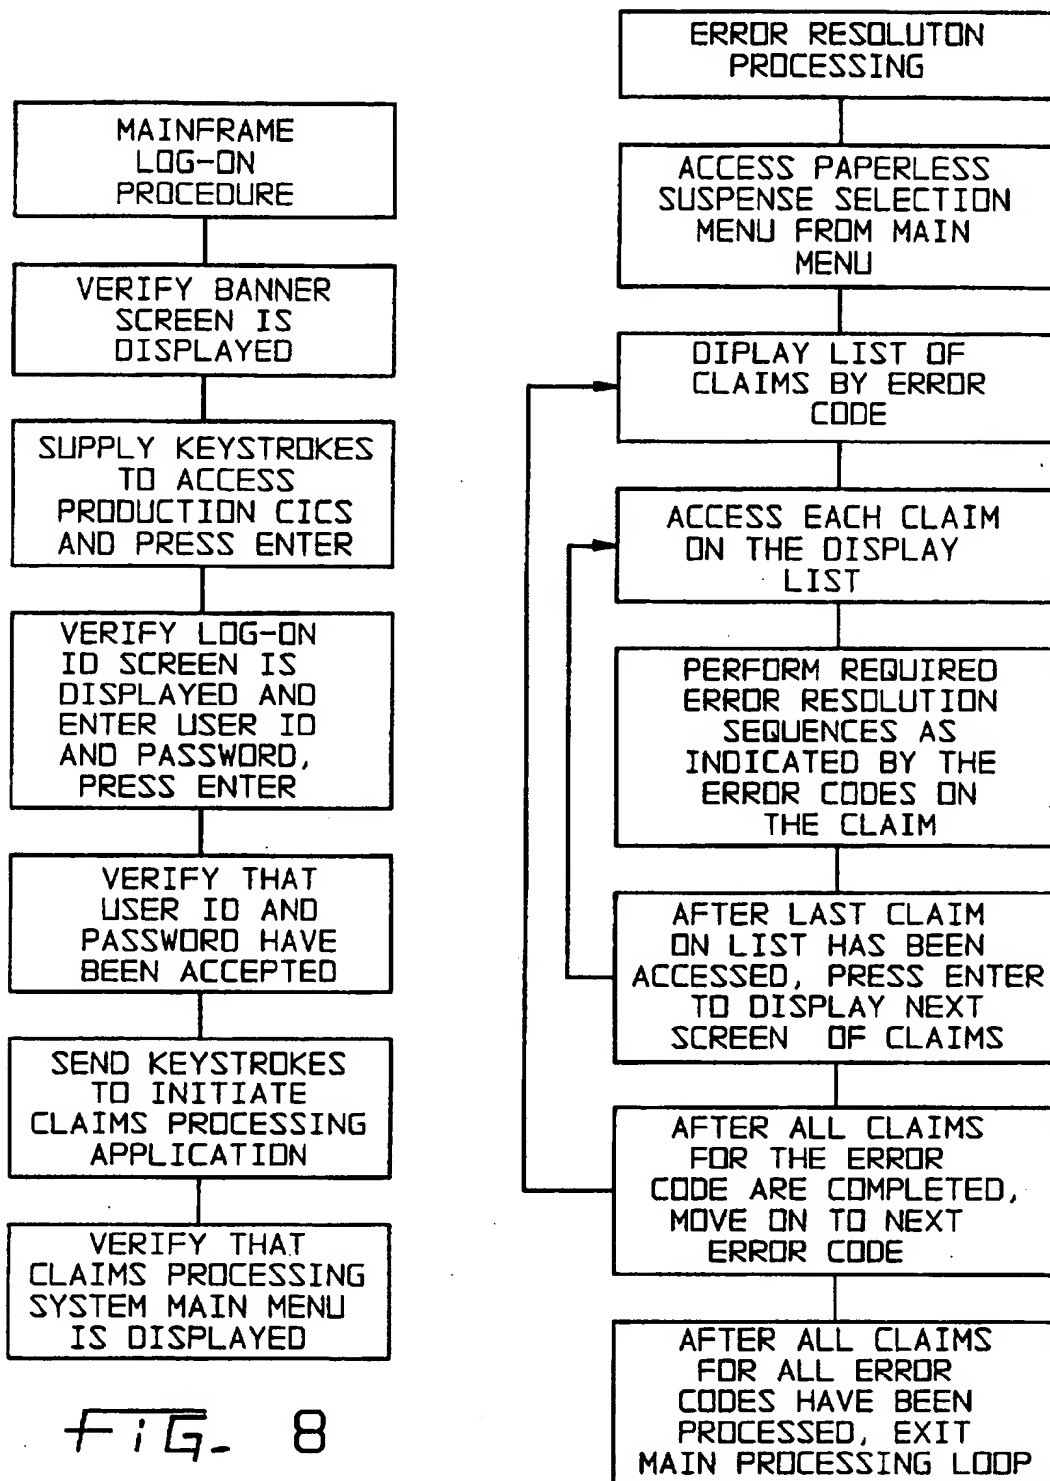 MAINFRAME
LOG-ON
PROCEDURE
VERIFY BANNER
SCREEN IS
DISPLAYED
SUPPLY KEYSTROKES
TO ACCESS
PRODUCTION CICS
AND PRESS ENTER
VERIFY LOG-ON
ID SCREEN IS
DISPLAYED AND
ENTER USER ID
AND PASSWORD,
PRESS ENTER
VERIFY THAT
USER ID AND
PASSWORD HAVE
BEEN ACCEPTED
SEND KEYSTROKES
TO INITIATE
CLAIMS PROCESSING
APPLICATION
VERIFY THAT
CLAIMS PROCESSING
SYSTEM MAIN MENU
IS DISPLAYED
FIG. 8
ERROR RESOLUTON
PROCESSING
ACCESS PAPERLESS
SUSPENSE SELECTION
MENU FROM MAIN
MENU
DIPLAY LIST OF
CLAIMS BY ERROR
CODE
ACCESS EACH CLAIM
ON THE DISPLAY
LIST
PERFORM REQUIRED
ERROR RESOLUTION
SEQUENCES AS
INDICATED BY THE
ERROR CODES ON
THE CLAIM
AFTER LAST CLAIM
ON LIST HAS BEEN
ACCESSED, PRESS ENTER
TO DISPLAY NEXT
SCREEN OF CLAIMS
AFTER ALL CLAIMS
FOR THE ERROR
CODE ARE COMPLETED,
MOVE ON TO NEXT
ERROR CODE
AFTER ALL CLAIMS
FOR ALL ERROR
CODES HAVE BEEN
PROCESSED, EXIT
MAIN PROCESSING LOOP